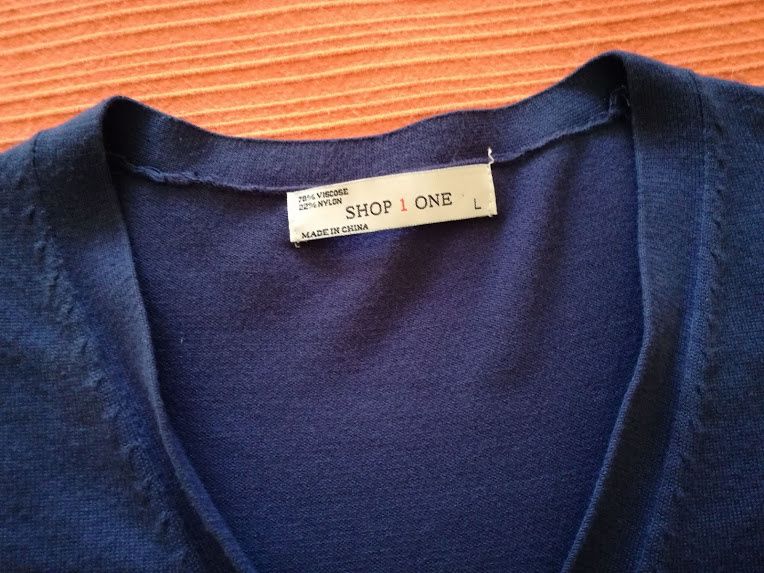 78% VISCOSE
22% NYLON
SHOP 1 ONE L
MADE IN CHINA